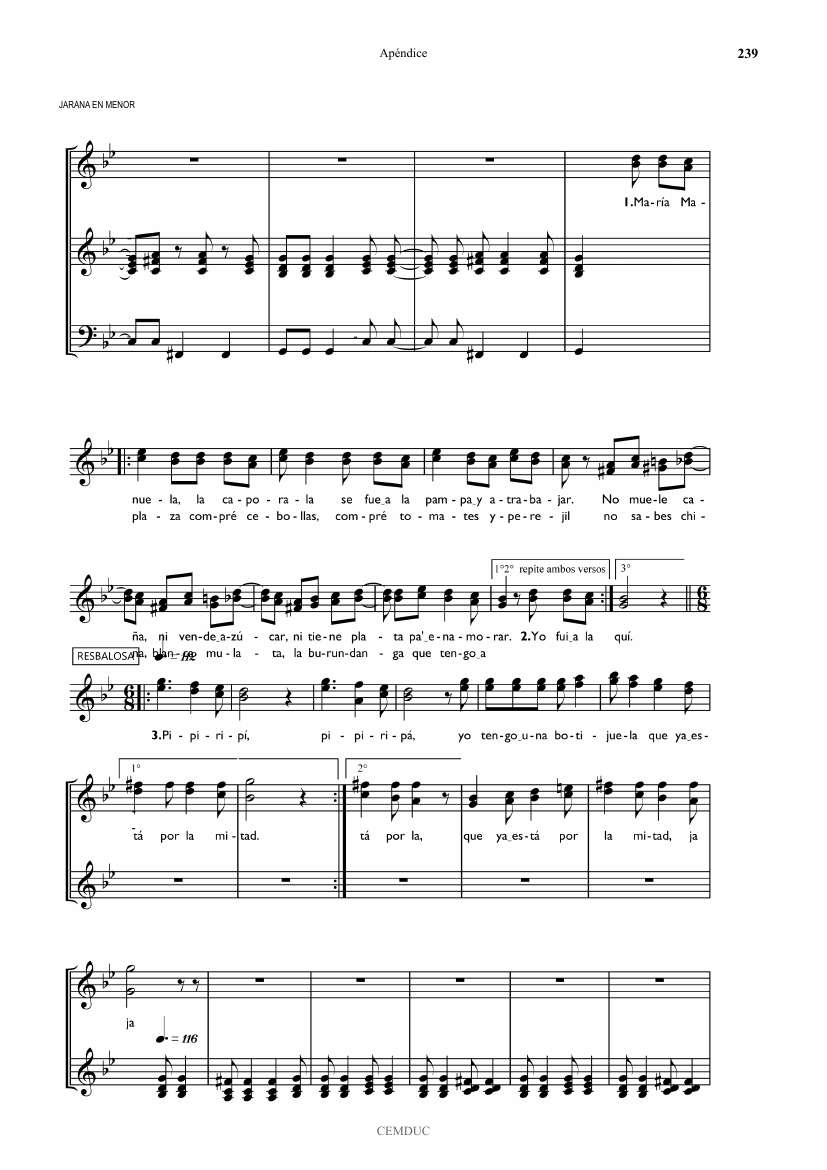 Apéndice 239
JARANA EN MENOR
1.Ma-ría Ma-
nue-la, la ca-po-ra-la se fue_a la pam-pa_y a-tra-ba-jar. No mue-le ca-
pla-za com-pré ce-bo-llas, com-pré to-ma-tes y-pe-re-jil no sa-bes chi-
1°2° repite ambos versos 3°
ña, ni ven-de_a-zú-car, ni tie-ne pla-ta pa'_e-na-mo-rar. 2.Yo fui_a la quí.
na, blan-ca mu-la-ta, la bu-run-dan-ga que ten-go_a
RESBALOSA = 112
3.Pi-pi-ri-pí, pi-pi-ri-pá, yo ten-go_u-na bo-ti-jue-la que ya_es-
1° 2°
tá por la mi-tad. tá por la, que ya_es-tá por la mi-tad, ja
ja
= 116
CEMDUC